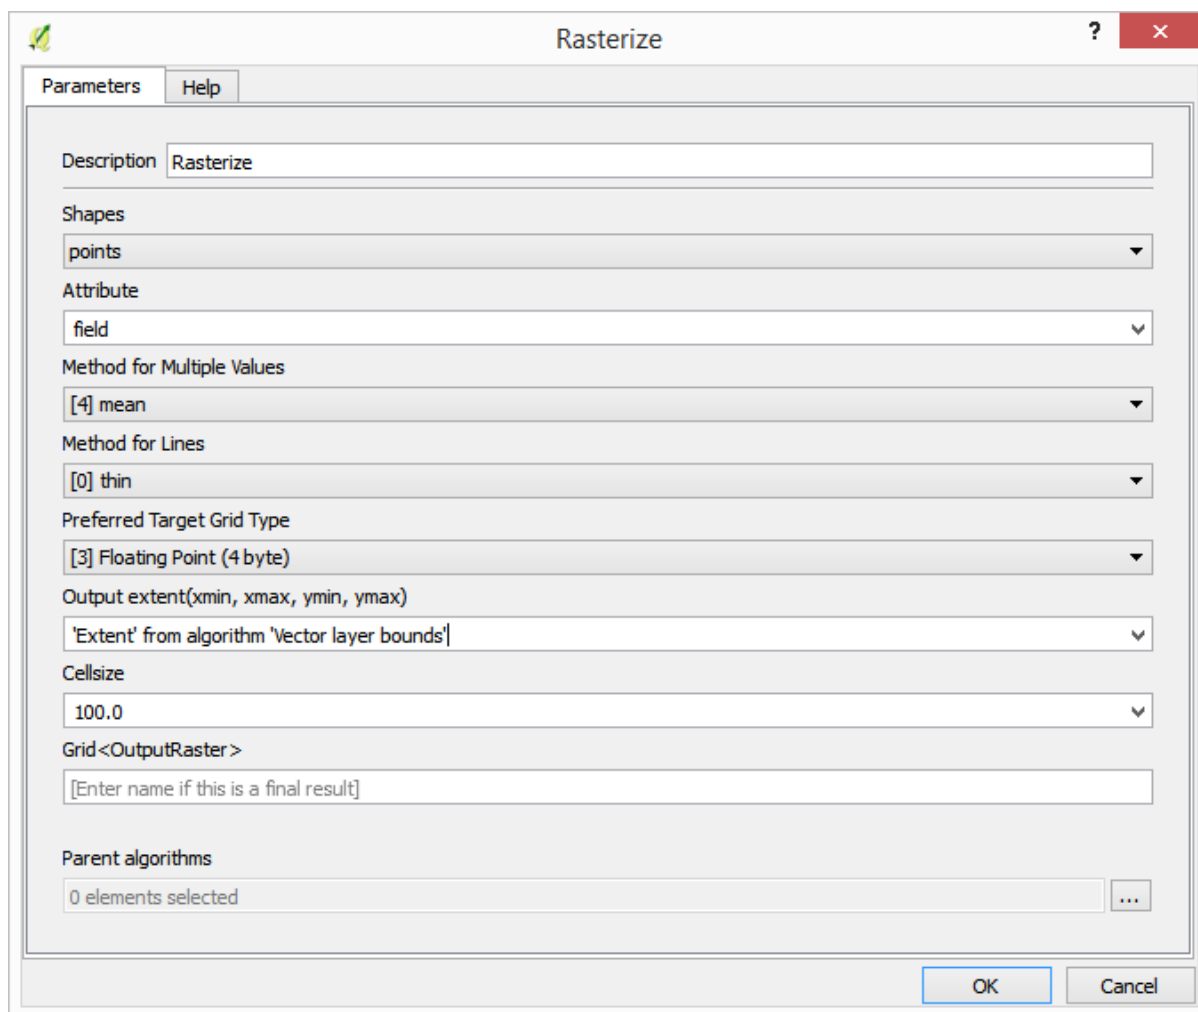 Rasterize
?
Parameters
Help
Description Rasterize
Shapes
points
Attribute
field
Method for Multiple Values
[4] mean
Method for Lines
[0] thin
Preferred Target Grid Type
[3] Floating Point (4 byte)
Output extent(xmin, xmax, ymin, ymax)
'Extent' from algorithm 'Vector layer bounds'
Cellsize
100.0
Grid<OutputRaster>
[Enter name if this is a final result]
Parent algorithms
0 elements selected
...
OK
Cancel